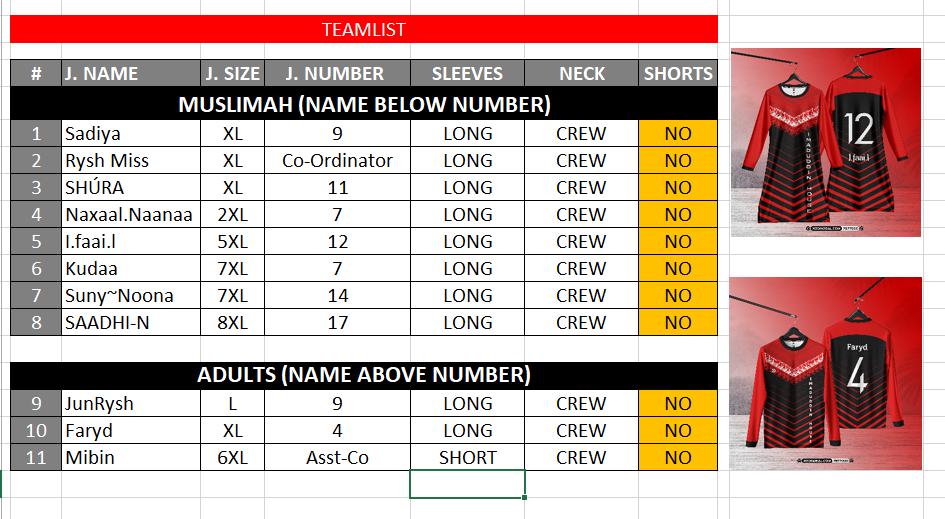 TEAMLIST
# J. NAME J. SIZE J. NUMBER SLEEVES NECK SHORTS
MUSLIMAH (NAME BELOW NUMBER)
1 Sadiya XL 9 LONG CREW NO
2 Rysh Miss XL Co-Ordinator LONG CREW NO
3 SHÚRA XL 11 LONG CREW NO
4 Naxaal.Naanaa 2XL 7 LONG CREW NO
5 I.faai.l 5XL 12 LONG CREW NO
6 Kudaa 7XL 7 LONG CREW NO
7 Suny~Noona 7XL 14 LONG CREW NO
8 SAADHI-N 8XL 17 LONG CREW NO
ADULTS (NAME ABOVE NUMBER)
9 JunRysh L 9 LONG CREW NO
10 Faryd XL 4 LONG CREW NO
11 Mibin 6XL Asst-Co SHORT CREW NO
IMADUDDIN HOUSE
12
I.faai.l
IMADUDDIN HOUSE
Faryd
4